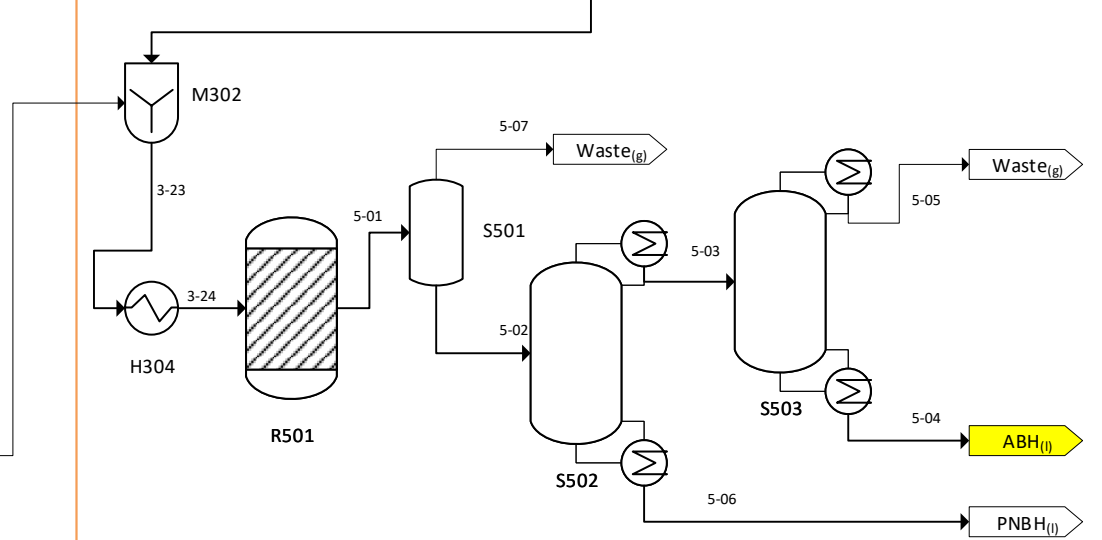 M302
5-07
Waste(g)
Waste(g)
3-23
5-01
5-05
S501
5-03
3-24
5-02
H304
S503
5-04
R501
ABH(l)
S502
5-06
PNBH(l)